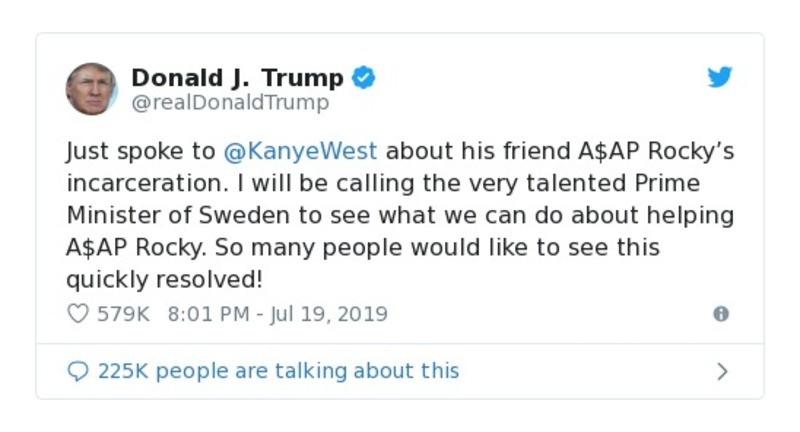 Donald J. Trump
@realDonaldTrump
Just spoke to @KanyeWest about his friend A$AP Rocky’s
incarceration. I will be calling the very talented Prime
Minister of Sweden to see what we can do about helping
A$AP Rocky. So many people would like to see this
quickly resolved!
579K 8:01 PM - Jul 19, 2019
225K people are talking about this